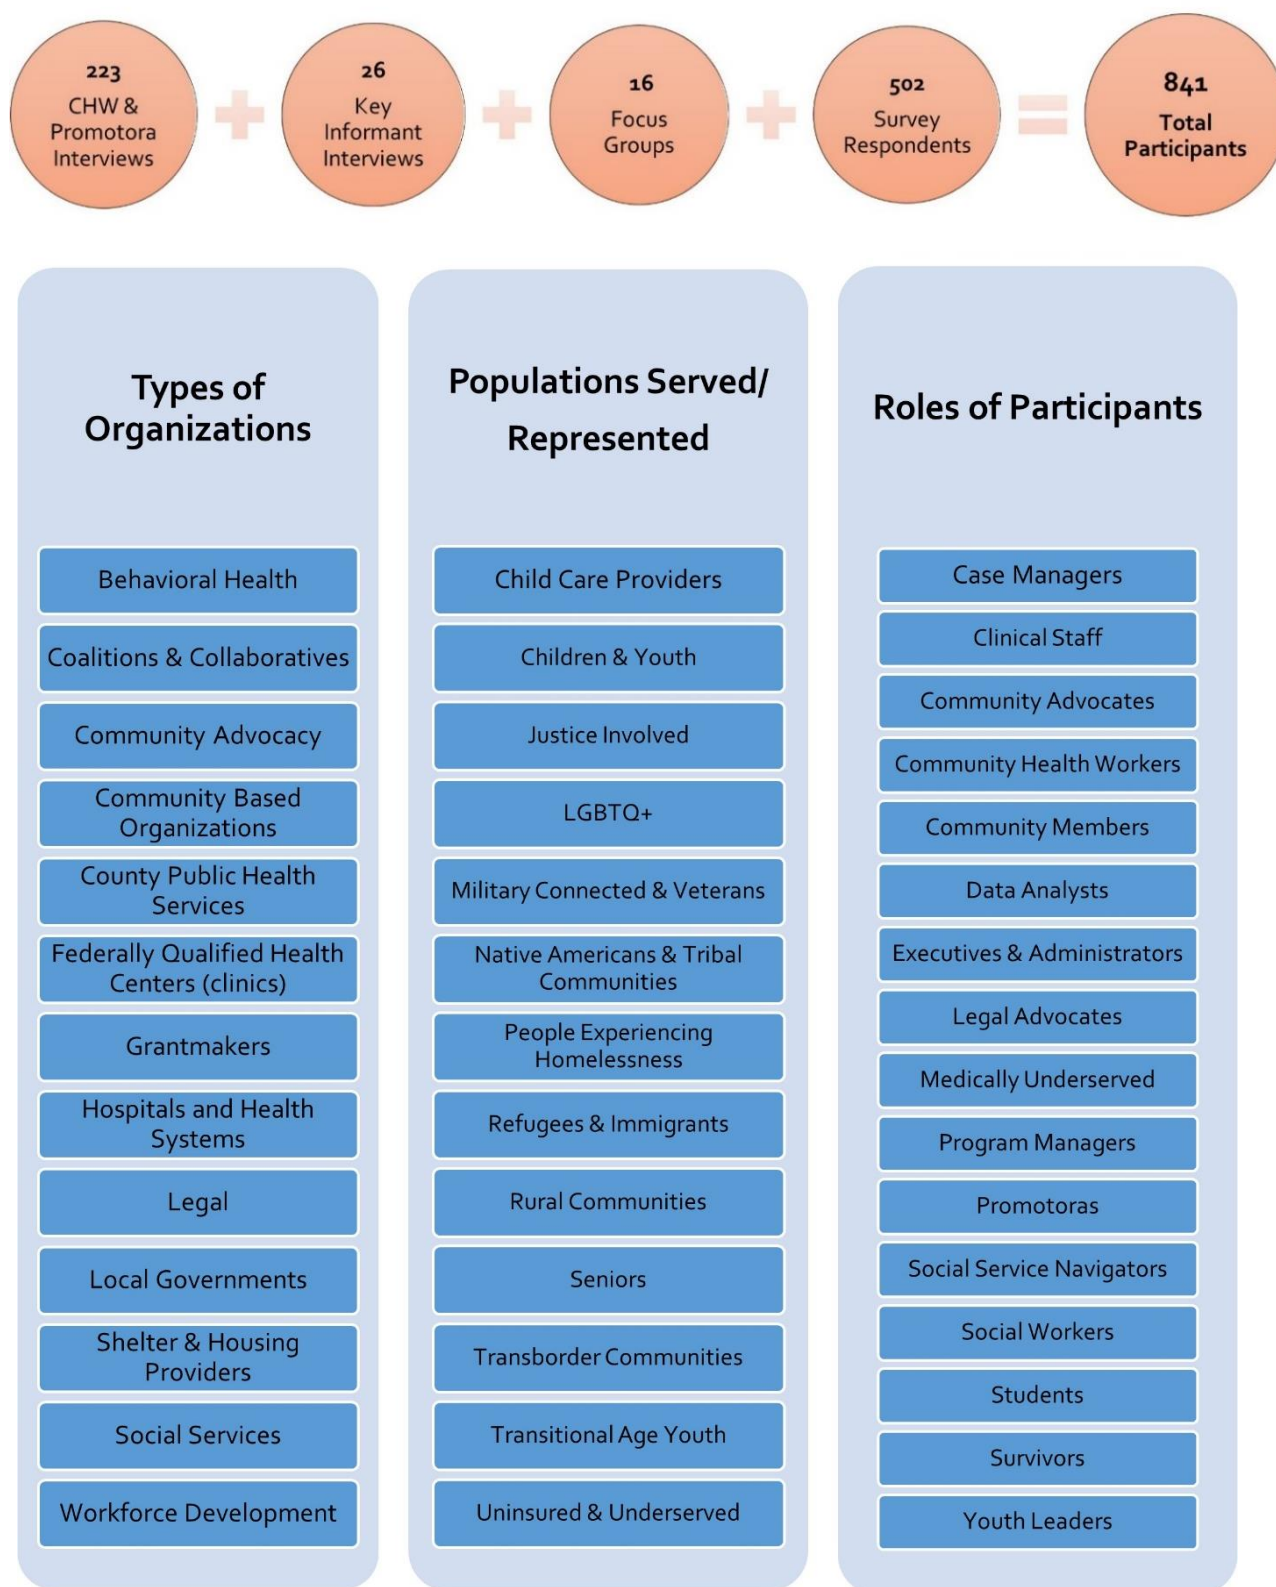 223
CHW &
Promotora
Interviews
26
Key
Informant
Interviews
16
Focus
Groups
502
Survey
Respondents
841
Total
Participants
Types of
Organizations
Behavioral Health
Coalitions & Collaboratives
Community Advocacy
Community Based
Organizations
County Public Health
Services
Federally Qualified Health
Centers (clinics)
Grantmakers
Hospitals and Health
Systems
Legal
Local Governments
Shelter & Housing
Providers
Social Services
Workforce Development
Populations Served/
Represented
Child Care Providers
Children & Youth
Justice Involved
LGBTQ+
Military Connected & Veterans
Native Americans & Tribal
Communities
People Experiencing
Homelessness
Refugees & Immigrants
Rural Communities
Seniors
Transborder Communities
Transitional Age Youth
Uninsured & Underserved
Roles of Participants
Case Managers
Clinical Staff
Community Advocates
Community Health Workers
Community Members
Data Analysts
Executives & Administrators
Legal Advocates
Medically Underserved
Program Managers
Promotoras
Social Service Navigators
Social Workers
Students
Survivors
Youth Leaders